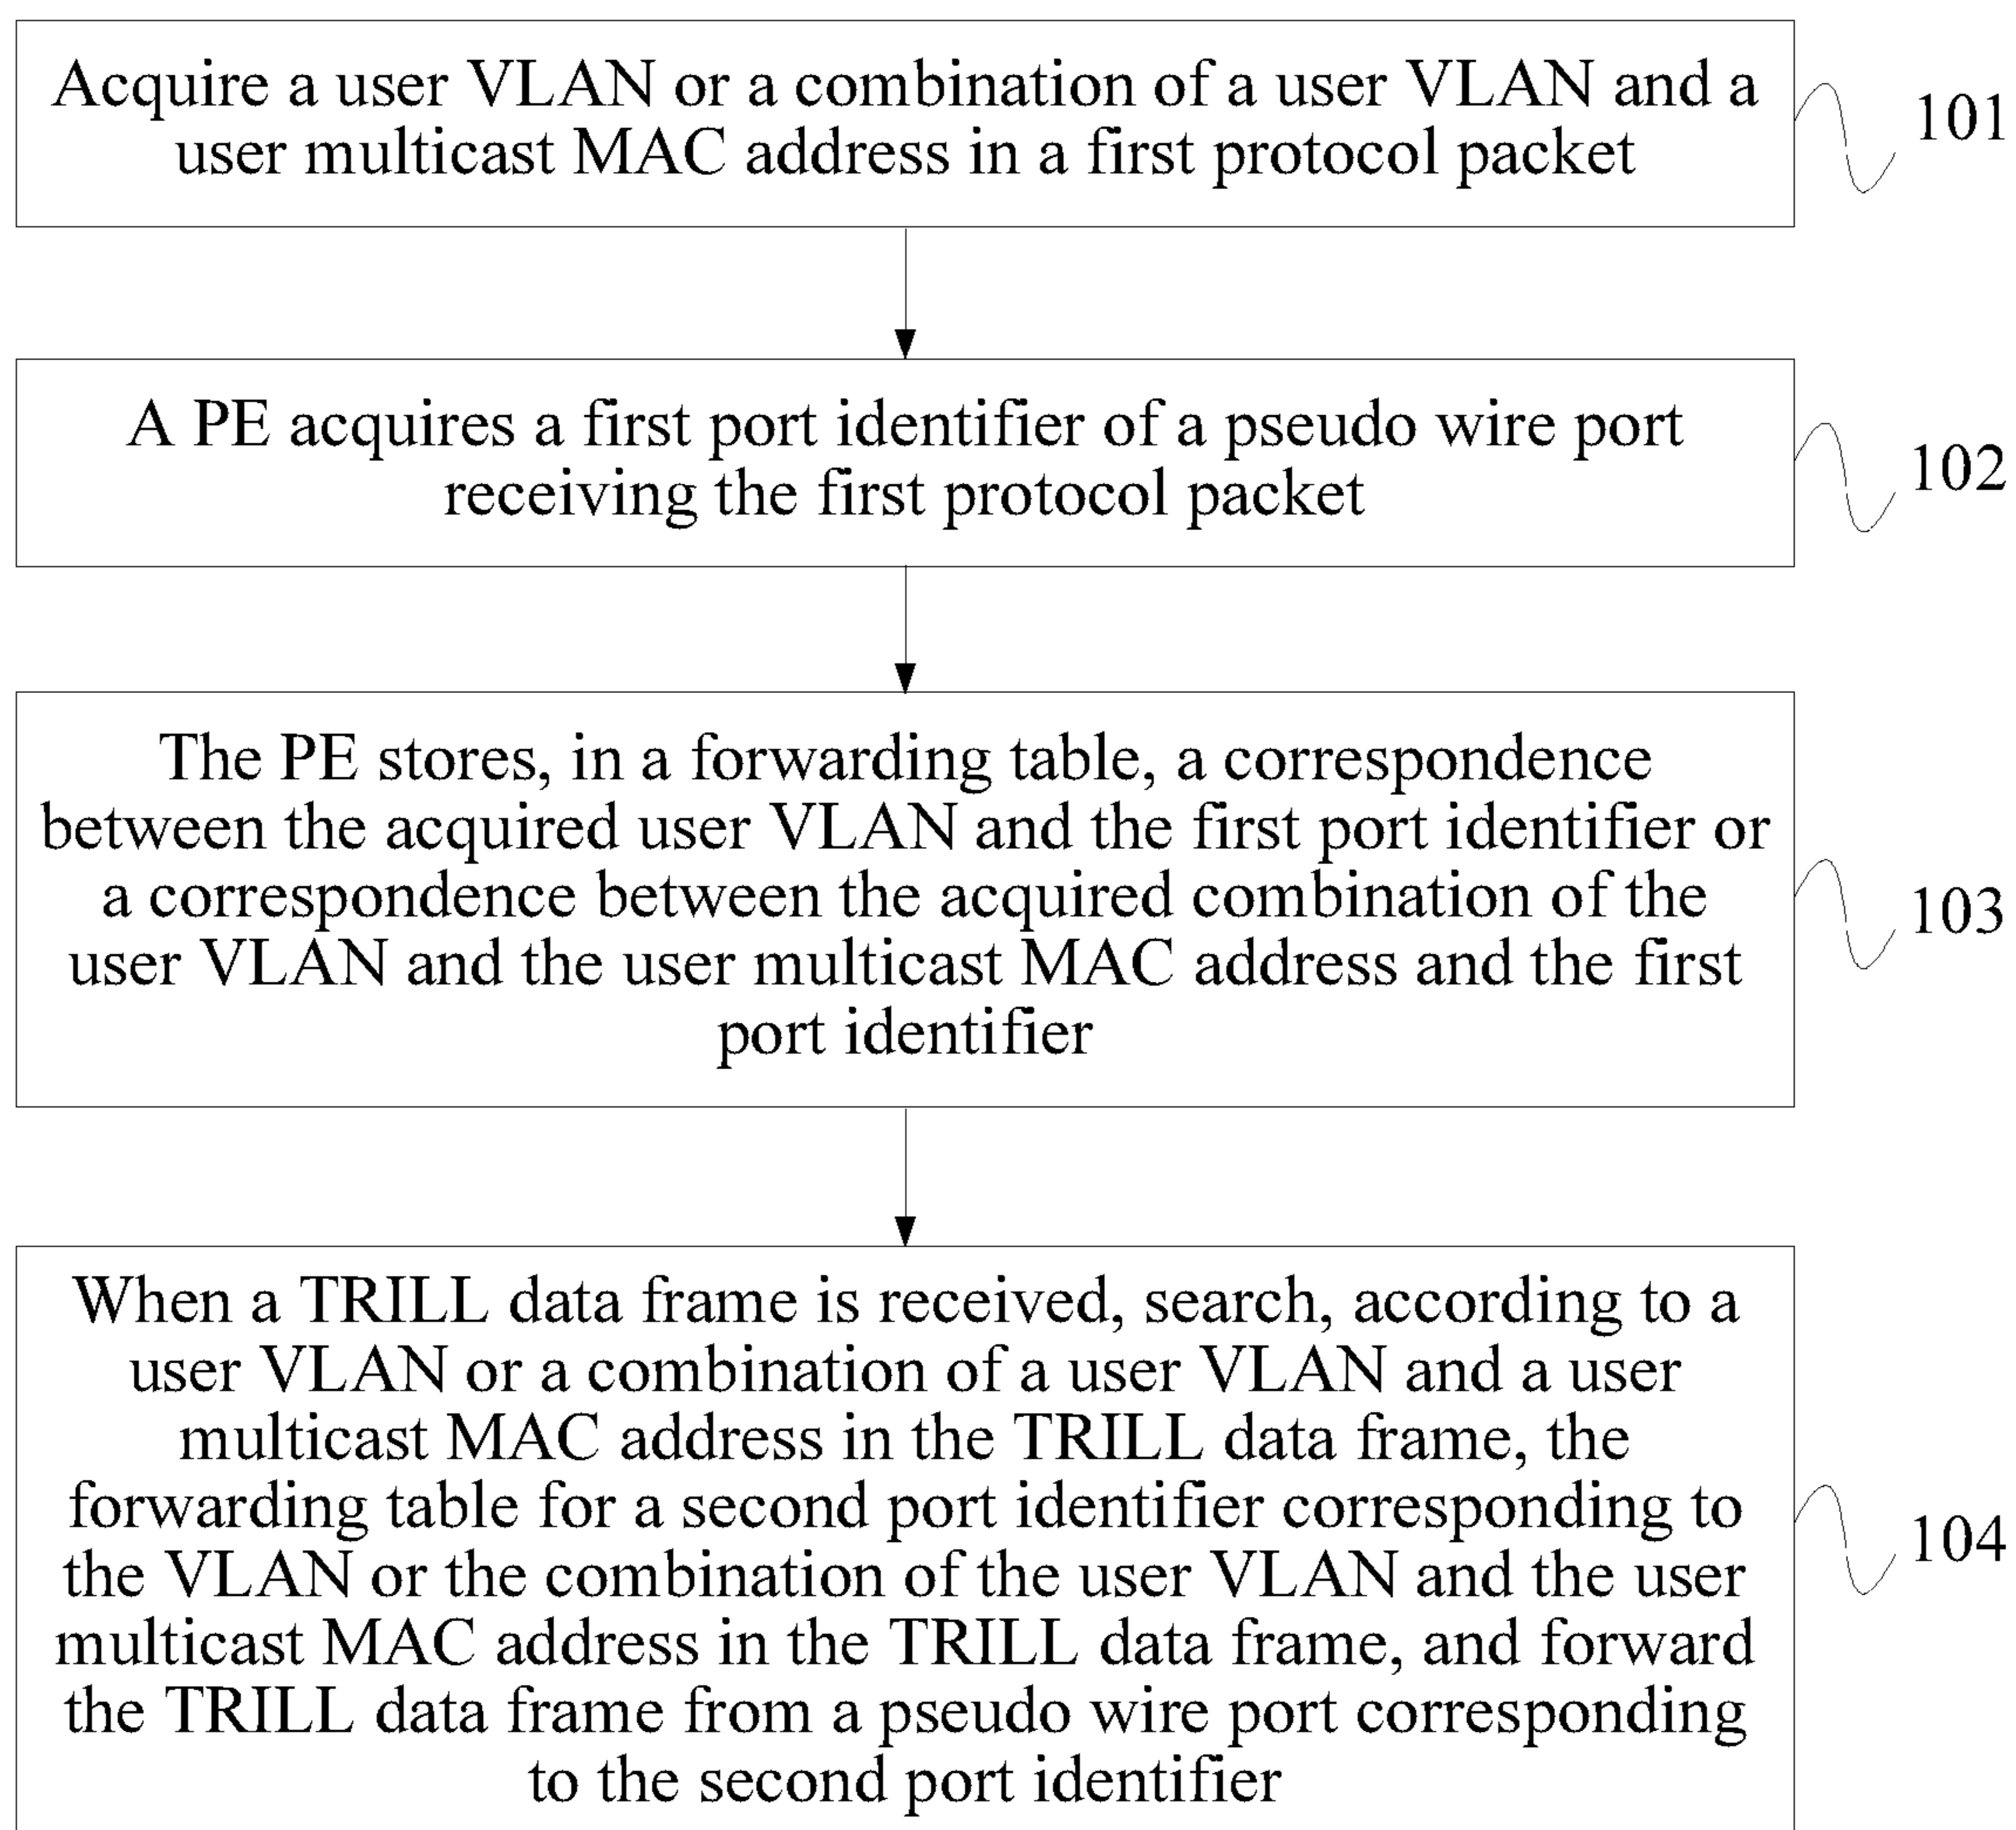 Acquire a user VLAN or a combination of a user VLAN and a
user multicast MAC address in a first protocol packet
101
A PE acquires a first port identifier of a pseudo wire port
receiving the first protocol packet
102
The PE stores, in a forwarding table, a correspondence
between the acquired user VLAN and the first port identifier or
a correspondence between the acquired combination of the
user VLAN and the user multicast MAC address and the first
port identifier
103
When a TRILL data frame is received, search, according to a
user VLAN or a combination of a user VLAN and a user
multicast MAC address in the TRILL data frame, the
forwarding table for a second port identifier corresponding to
the VLAN or the combination of the user VLAN and the user
multicast MAC address in the TRILL data frame, and forward
the TRILL data frame from a pseudo wire port corresponding
to the second port identifier
104